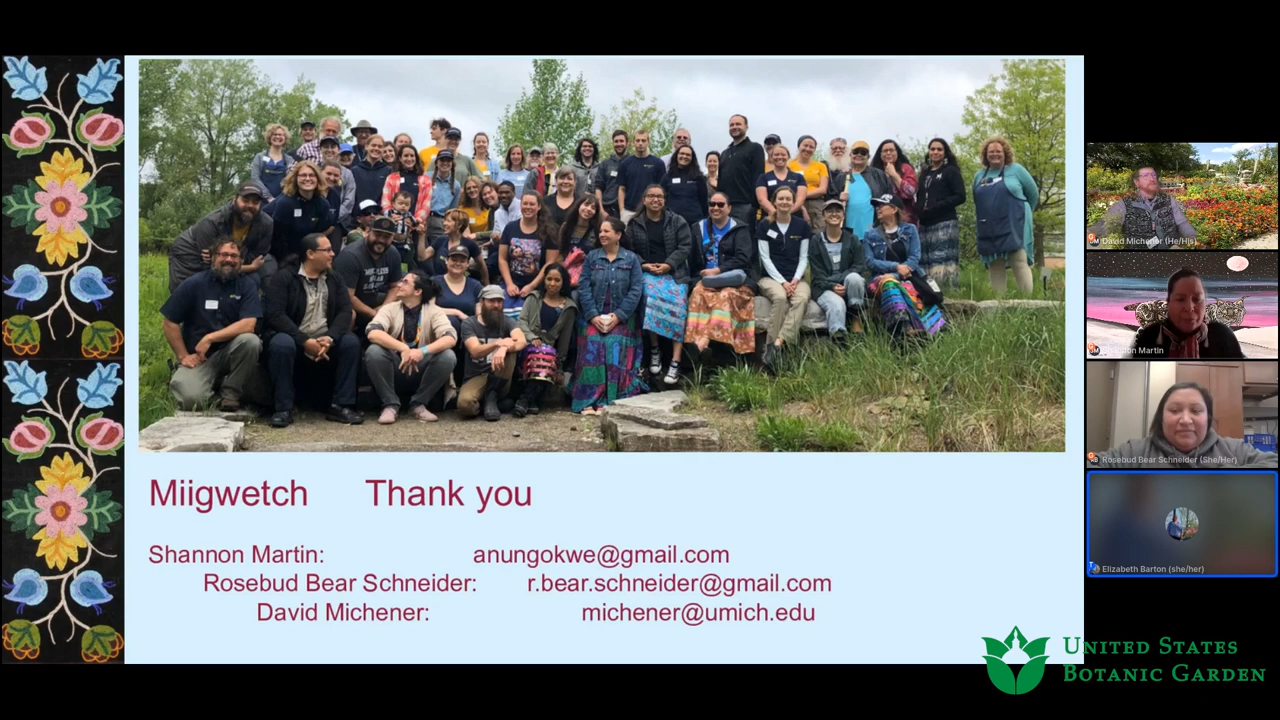 Miigwetch Thank you
Shannon Martin: anungokwe@gmail.com
Rosebud Bear Schneider: r.bear.schneider@gmail.com
David Michener: michener@umich.edu
David Michener (He/His)
Martin
Rosebud Bear Schneider (She/Her)
Elizabeth Barton (she/her)
UNITED STATES
BOTANIC GARDEN